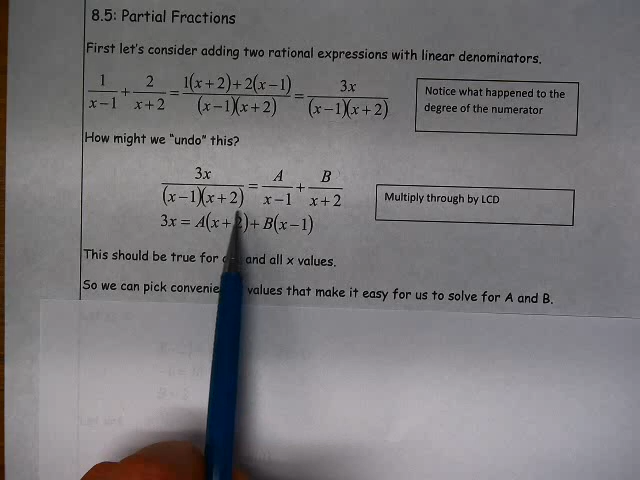 8.5: Partial Fractions
First let's consider adding two rational expressions with linear denominators.
1/(x−1) + 2/(x+2) = (1(x+2)+2(x−1))/((x−1)(x+2)) = 3x/((x−1)(x+2))
Notice what happened to the
degree of the numerator
How might we "undo" this?
3x/((x−1)(x+2)) = A/(x−1) + B/(x+2)
Multiply through by LCD
3x = A(x+2)+B(x−1)
This should be true for and all x values.
So we can pick values that make it easy for us to solve for A and B.